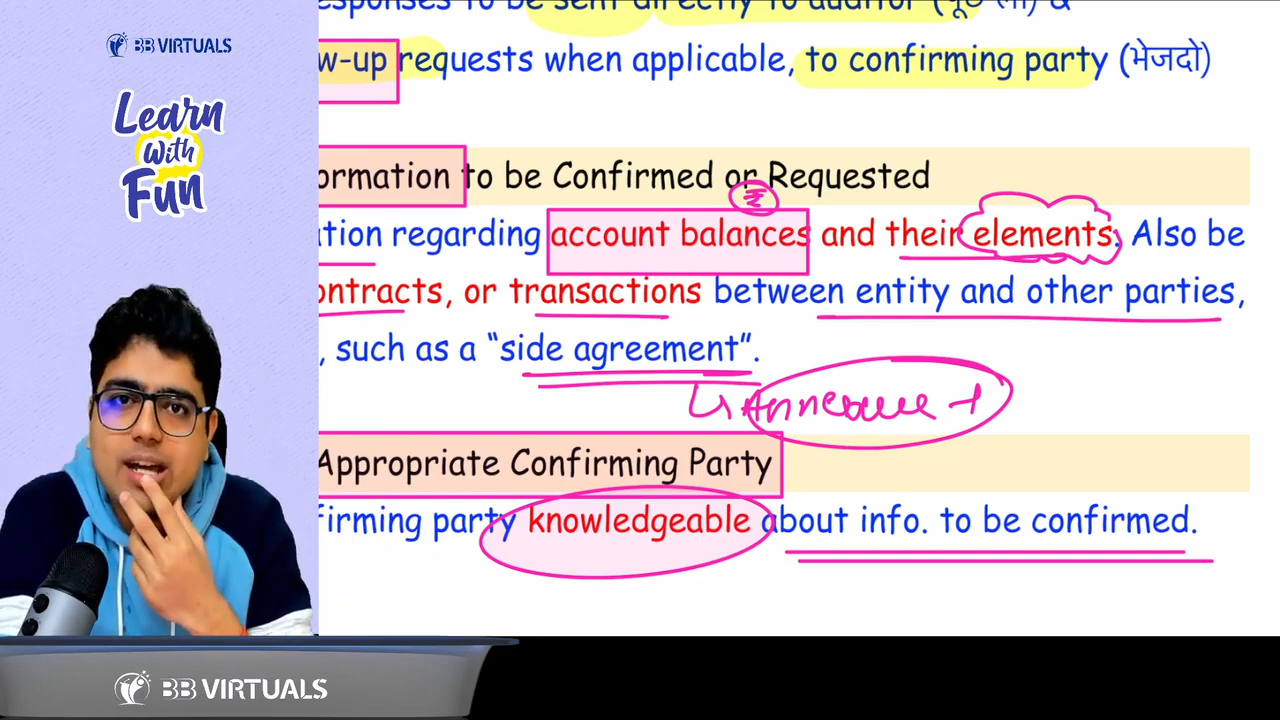 BB VIRTUALS
Learn
With
Fun
esponses to be sent directly to auditor (पूछ लो) &
w-up requests when applicable, to confirming party (भेजदो)
ormation to be Confirmed or Requested
₹
ation regarding account balances and their elements. Also be
ontracts, or transactions between entity and other parties,
, such as a “side agreement”.
Appropriate Confirming Party
firming party knowledgeable about info. to be confirmed.
BB VIRTUALS